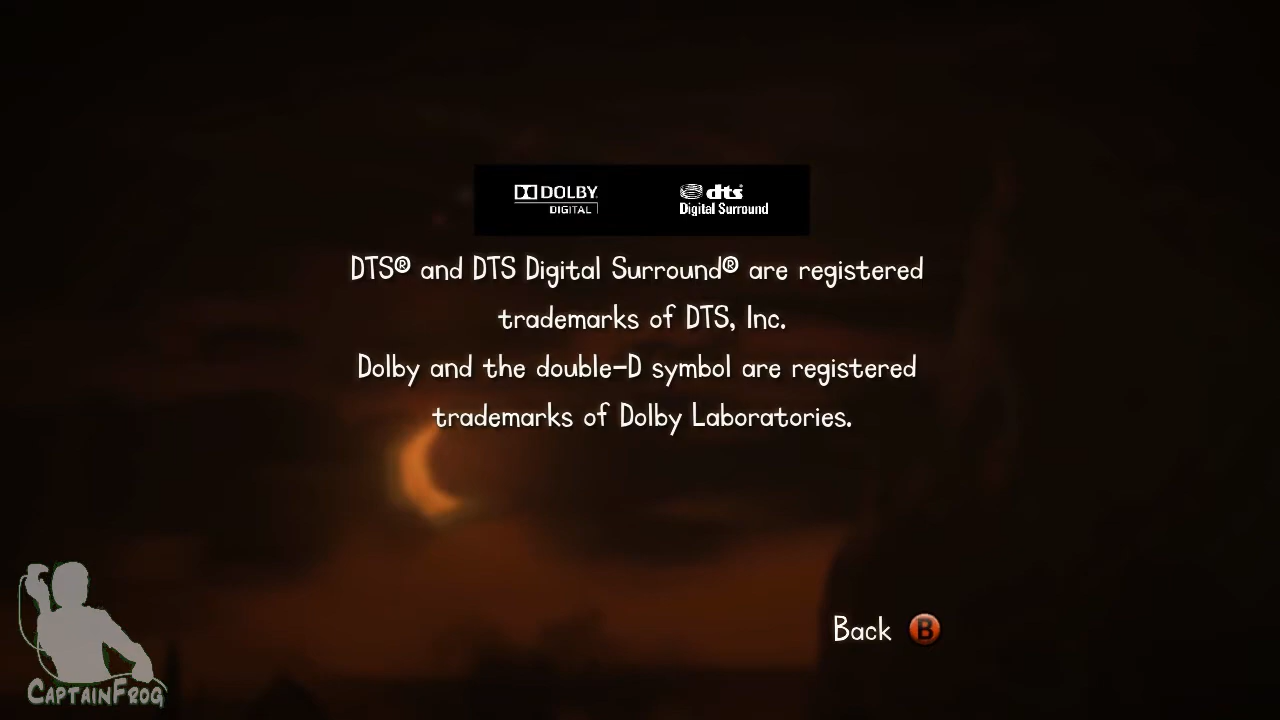 DOLBY
DIGITAL
dts
Digital Surround
DTS® and DTS Digital Surround® are registered
trademarks of DTS, Inc.
Dolby and the double-D symbol are registered
trademarks of Dolby Laboratories.
Back B
CAPTAINFROG